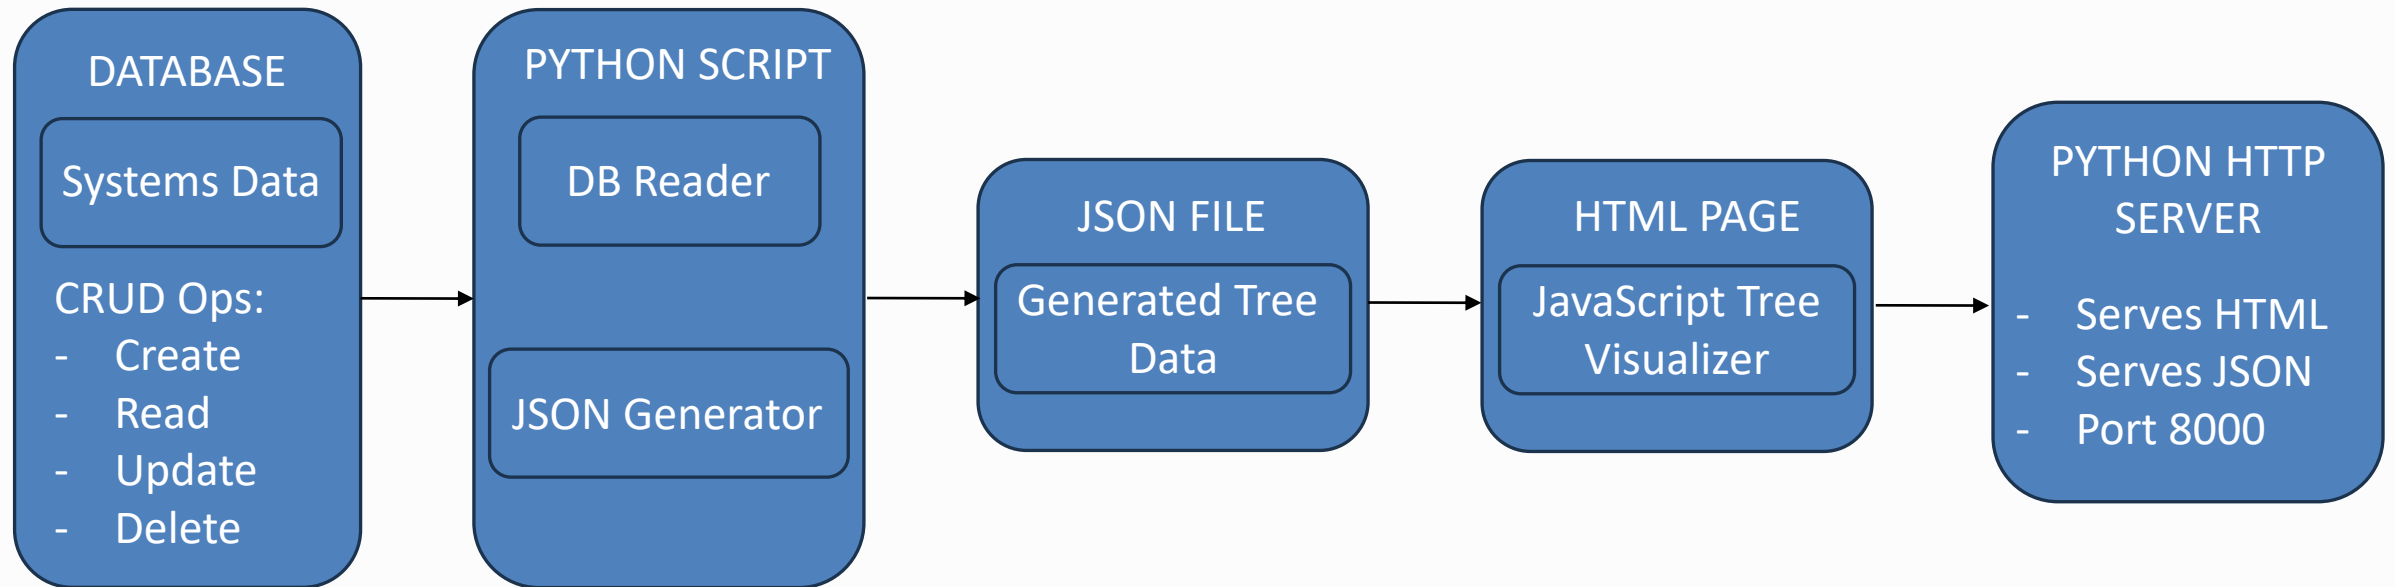 DATABASE
Systems Data
CRUD Ops:
- Create
- Read
- Update
- Delete
PYTHON SCRIPT
DB Reader
JSON Generator
JSON FILE
Generated Tree
Data
HTML PAGE
JavaScript Tree
Visualizer
PYTHON HTTP
SERVER
- Serves HTML
- Serves JSON
- Port 8000